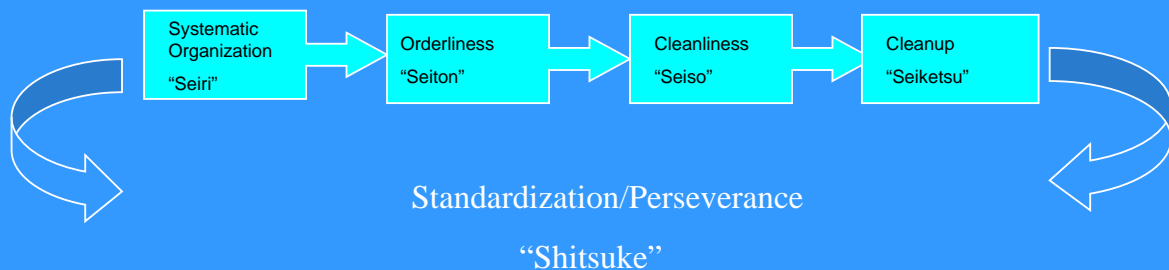 Systematic
Organization
“Seiri”
Orderliness
“Seiton”
Cleanliness
“Seiso”
Cleanup
“Seiketsu”
Standardization/Perseverance
“Shitsuke”